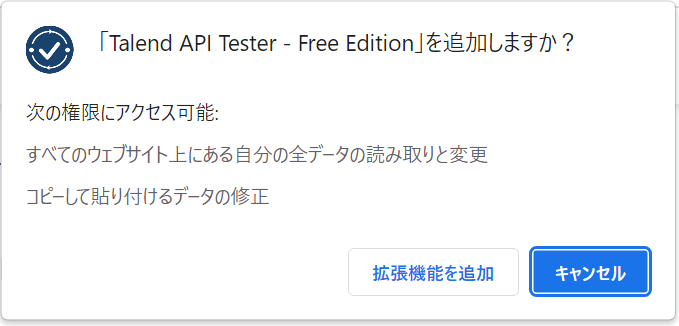 「Talend API Tester - Free Edition」を追加しますか？
次の権限にアクセス可能:
すべてのウェブサイト上にある自分の全データの読み取りと変更
コピーして貼り付けるデータの修正
拡張機能を追加
キャンセル